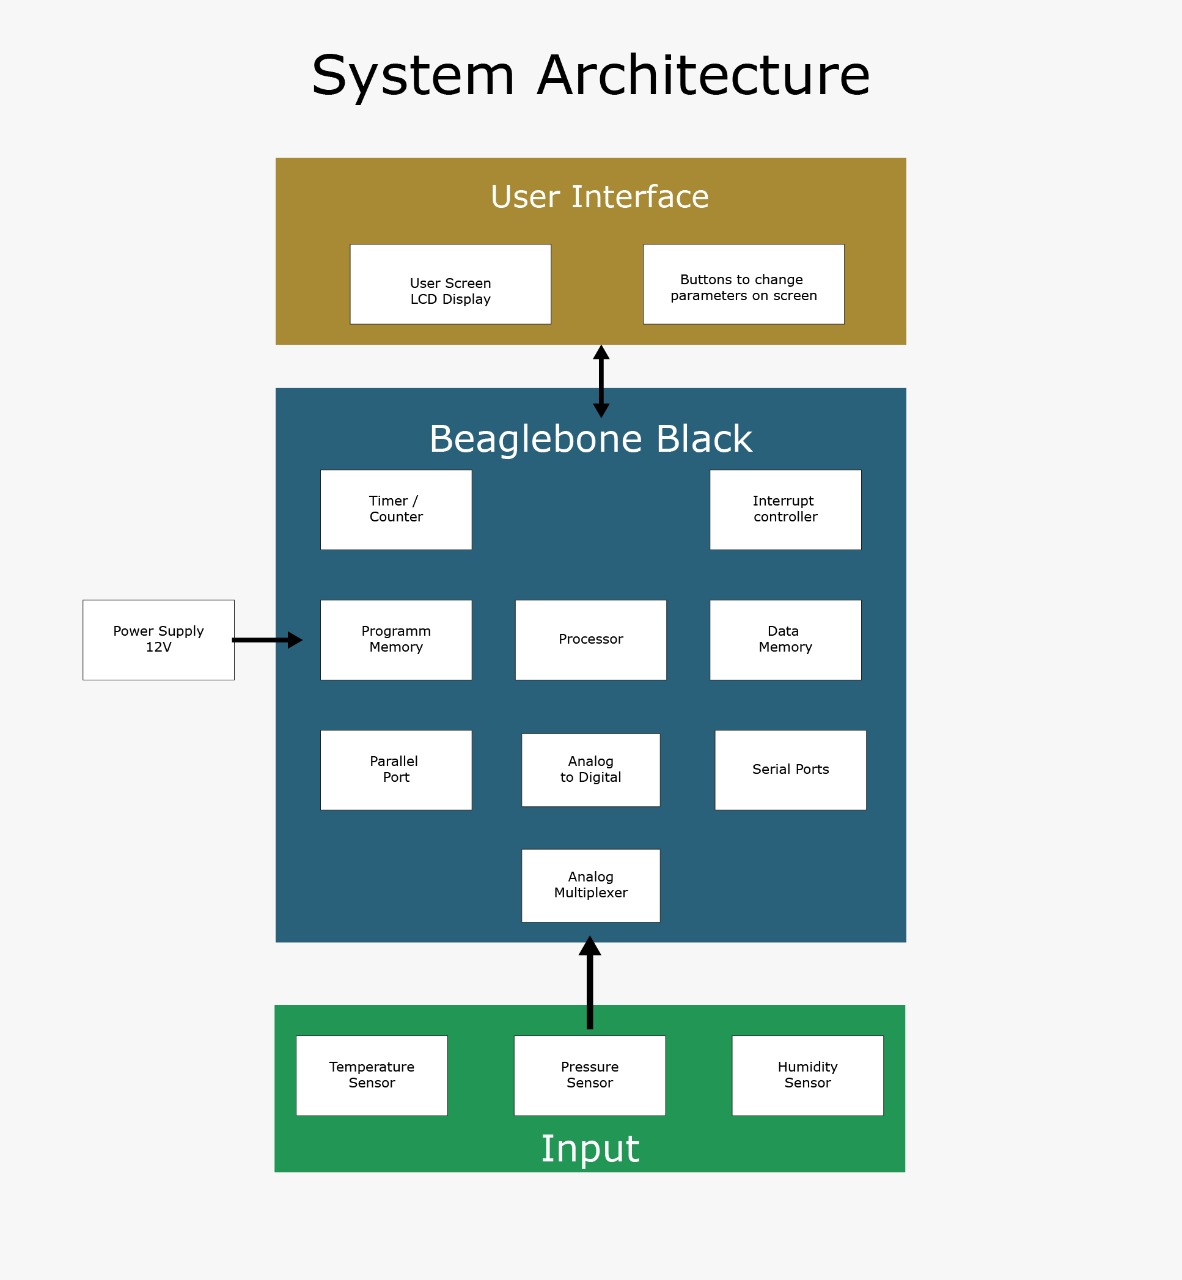 System Architecture
User Interface
User Screen
LCD Display
Buttons to change
parameters on screen
Beaglebone Black
Timer /
Counter
Interrupt
controller
Power Supply
12V
Programm
Memory
Processor
Data
Memory
Parallel
Port
Analog
to Digital
Serial Ports
Analog
Multiplexer
Temperature
Sensor
Pressure
Sensor
Humidity
Sensor
Input